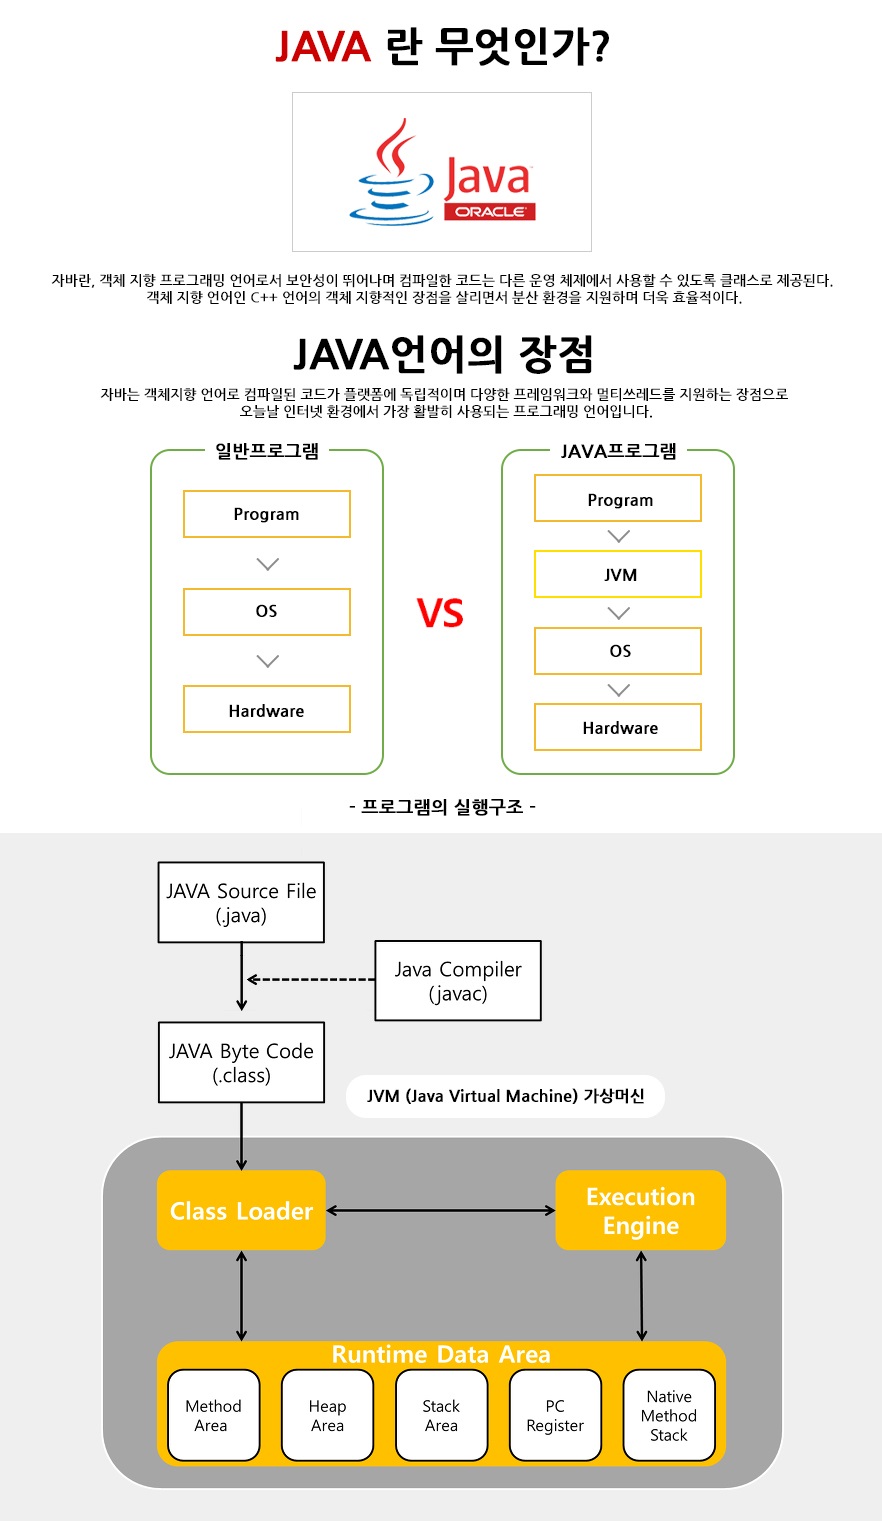 JAVA 란 무엇인가?
Java
ORACLE
자바란, 객체 지향 프로그래밍 언어로서 보안성이 뛰어나며 컴파일한 코드는 다른 운영 체제에서 사용할 수 있도록 클래스로 제공된다.
객체 지향 언어인 C++ 언어의 객체 지향적인 장점을 살리면서 분산 환경을 지원하며 더욱 효율적이다.
JAVA언어의 장점
자바는 객체지향 언어로 컴파일된 코드가 플랫폼에 독립적이며 다양한 프레임워크와 멀티쓰레드를 지원하는 장점으로
오늘날 인터넷 환경에서 가장 활발히 사용되는 프로그래밍 언어입니다.
일반프로그램
Program
OS
Hardware
VS
JAVA프로그램
Program
JVM
OS
Hardware
- 프로그램의 실행구조 -
JAVA Source File
(.java)
Java Compiler
(javac)
JAVA Byte Code
(.class)
JVM (Java Virtual Machine) 가상머신
Class Loader
Execution
Engine
Runtime Data Area
Method
Area
Heap
Area
Stack
Area
PC
Register
Native
Method
Stack